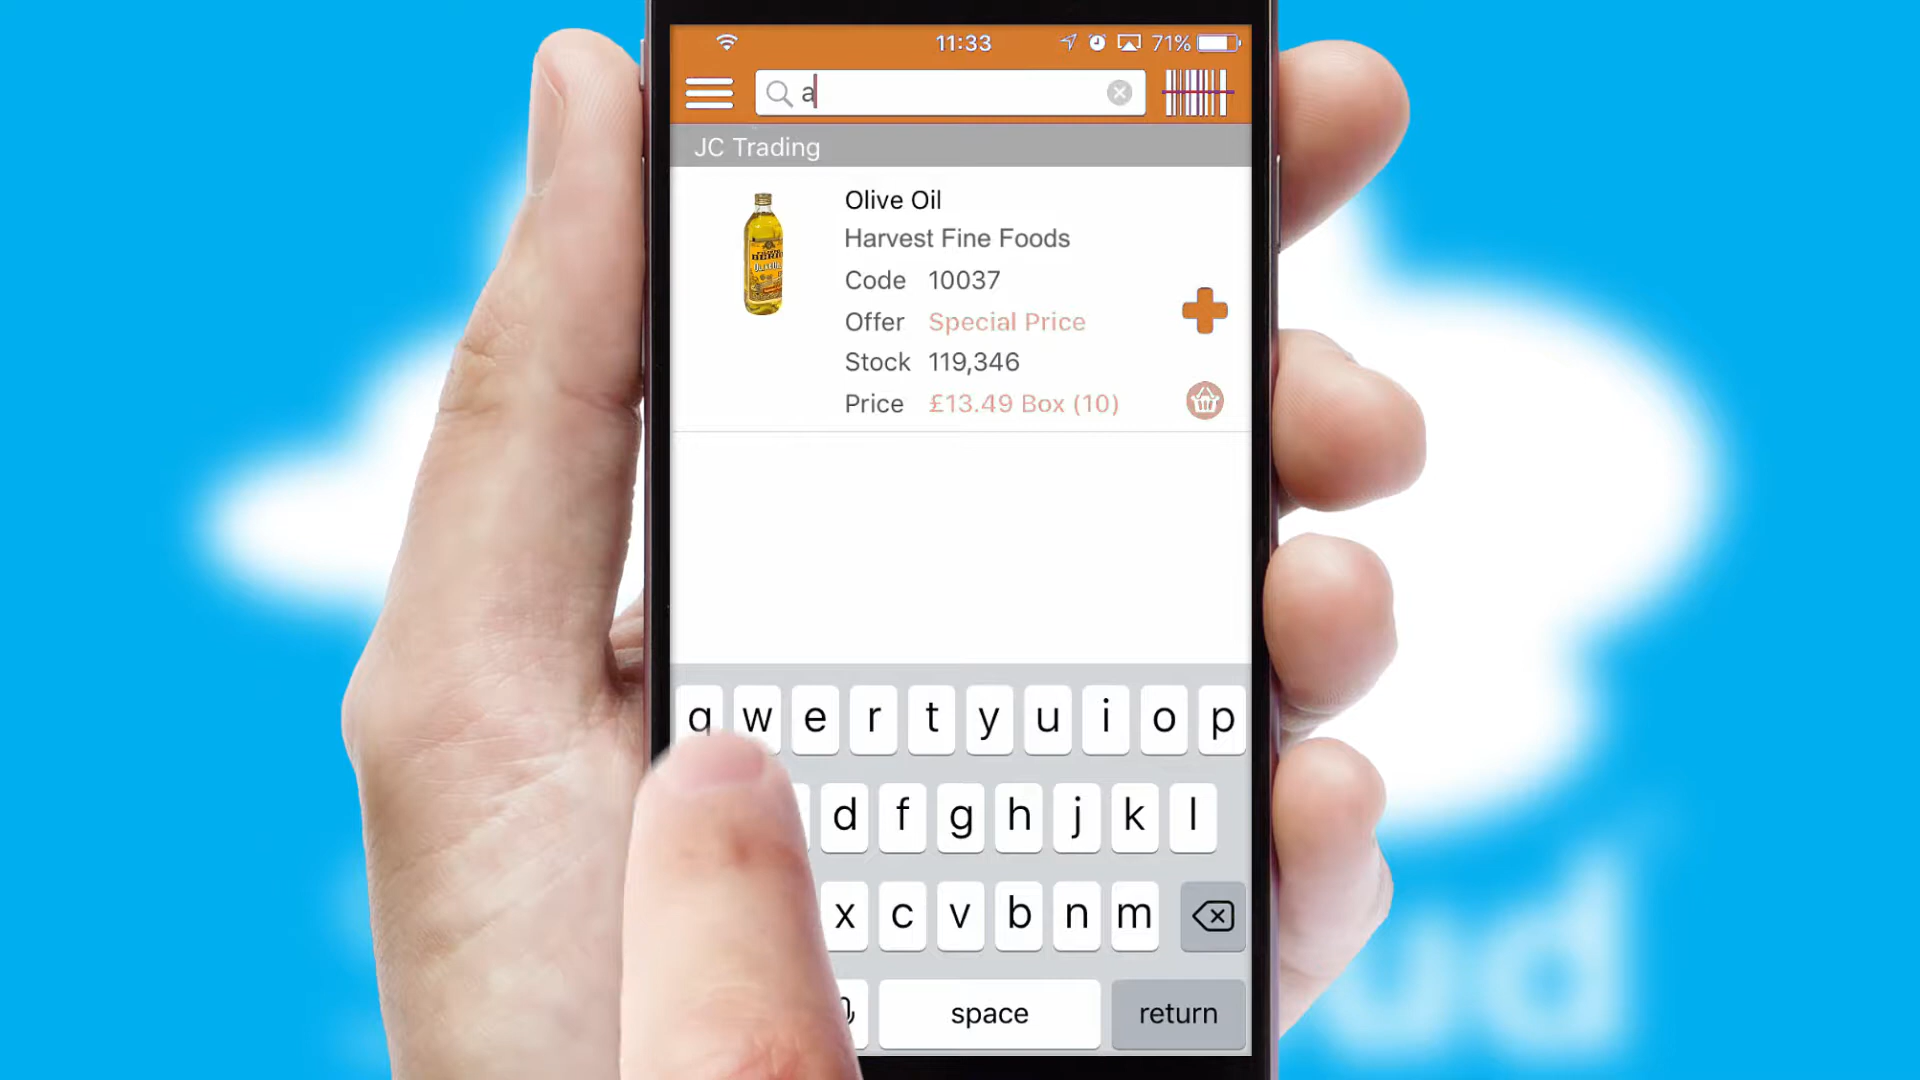 11:33
71%
a
JC Trading
Olive Oil
Harvest Fine Foods
Code 10037
Offer Special Price
Stock 119,346
Price £13.49 Box (10)
q w e r t y u i o p
d f g h j k l
x c v b n m
space return
ud